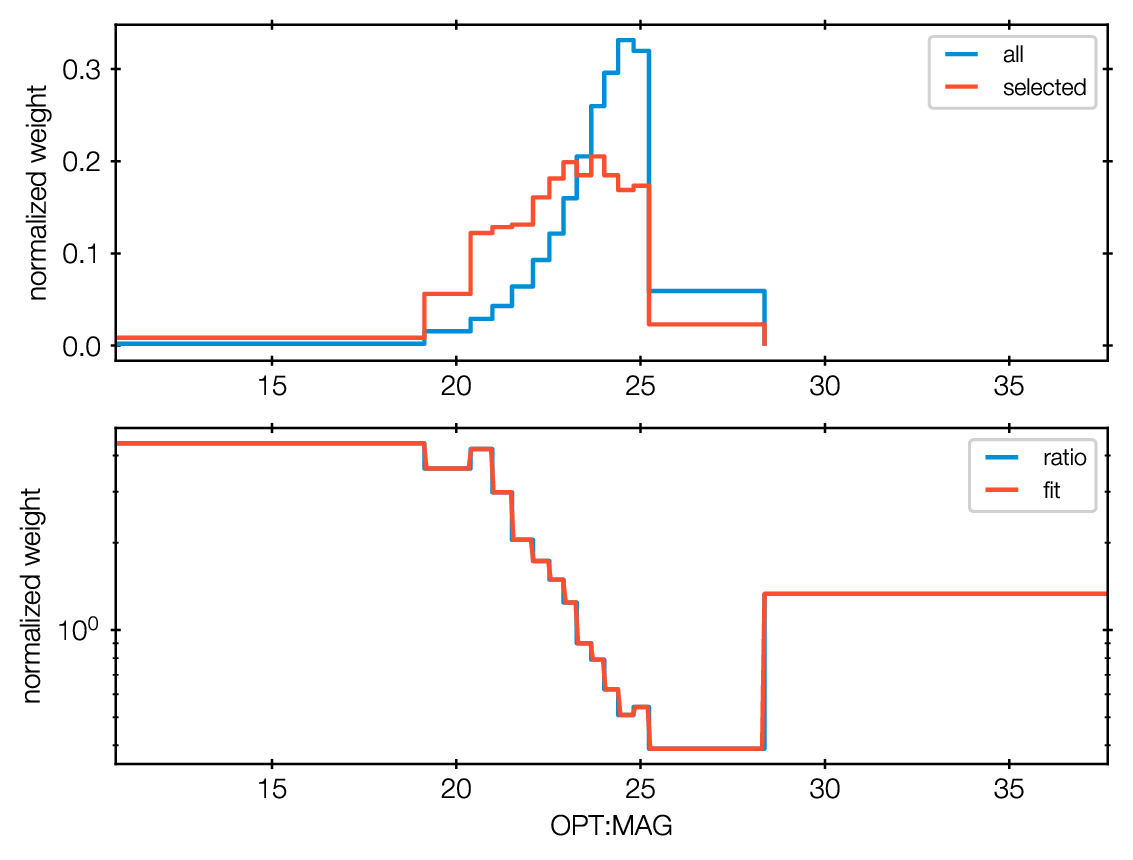 normalized weight
0.3
0.2
0.1
0.0
15 20 25 30 35
all
selected
normalized weight
10⁰
15 20 25 30 35
OPT:MAG
ratio
fit